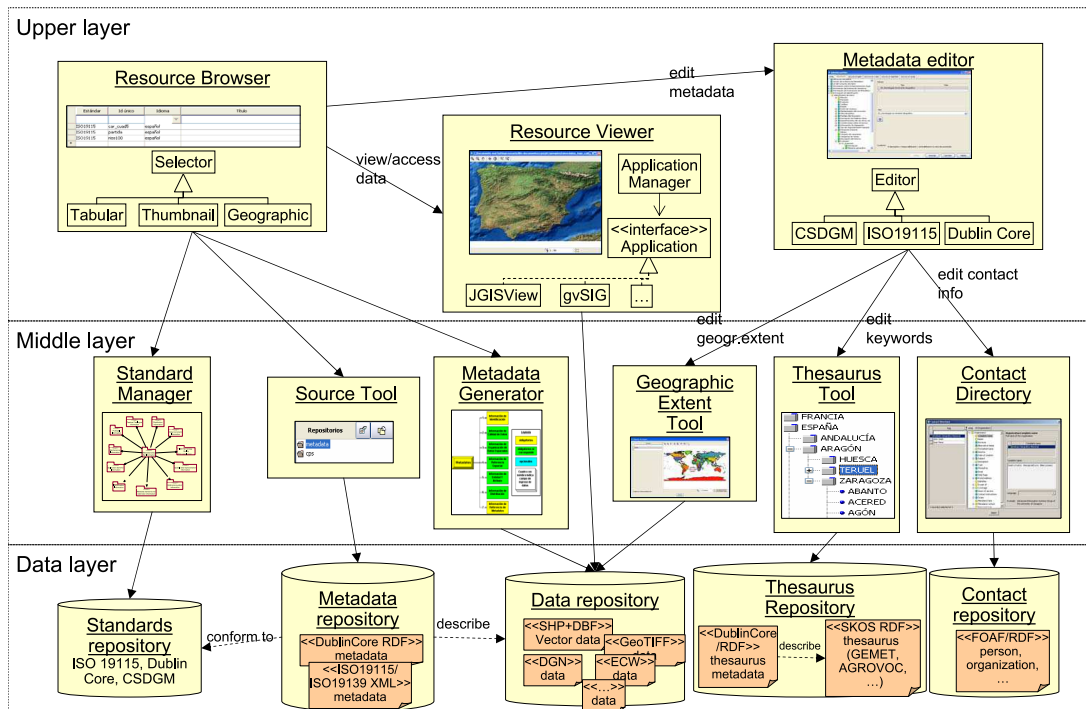 Upper layer
Resource Browser
Estándar Id único Idioma Título
ISO19115 car_cuad5 español
ISO19115 partida español
ISO19115 español
Selector
Tabular Thumbnail Geographic
edit
metadata
view/access
data
Resource Viewer
Application
Manager
<<interface>>
Application
JGISView gvSIG ...
Metadata editor
Editor
CSDGM ISO19115 Dublin Core
edit contact
info
edit
geogr.extent
edit
keywords
Middle layer
Standard
Manager
Source Tool
Repositorios
metadata
CDS
Metadata
Generator
Geographic
Extent
Tool
Thesaurus
Tool
FRANCIA
ESPAÑA
ANDALUCÍA
ARAGÓN
HUESCA
TERUEL
ZARAGOZA
ABANTO
ACERED
AGÓN
Contact
Directory
Data layer
Standards
repository
ISO 19115, Dublin
Core, CSDGM
conform to
Metadata
repository
<<DublinCore RDF>>
metadata
<<ISO19115/
ISO19139 XML>>
metadata
describe
Data repository
<<SHP+DBF>>
Vector data
<<GeoTIFF>>
<<DGN>>
data
<<ECW>>
data
<<...>>
data
Thesaurus
Repository
<<DublinCore
/RDF>>
thesaurus
metadata
describe
<<SKOS RDF>>
thesaurus
(GEMET,
AGROVOC,
...)
Contact
repository
<<FOAF/RDF>>
person,
organization,
...